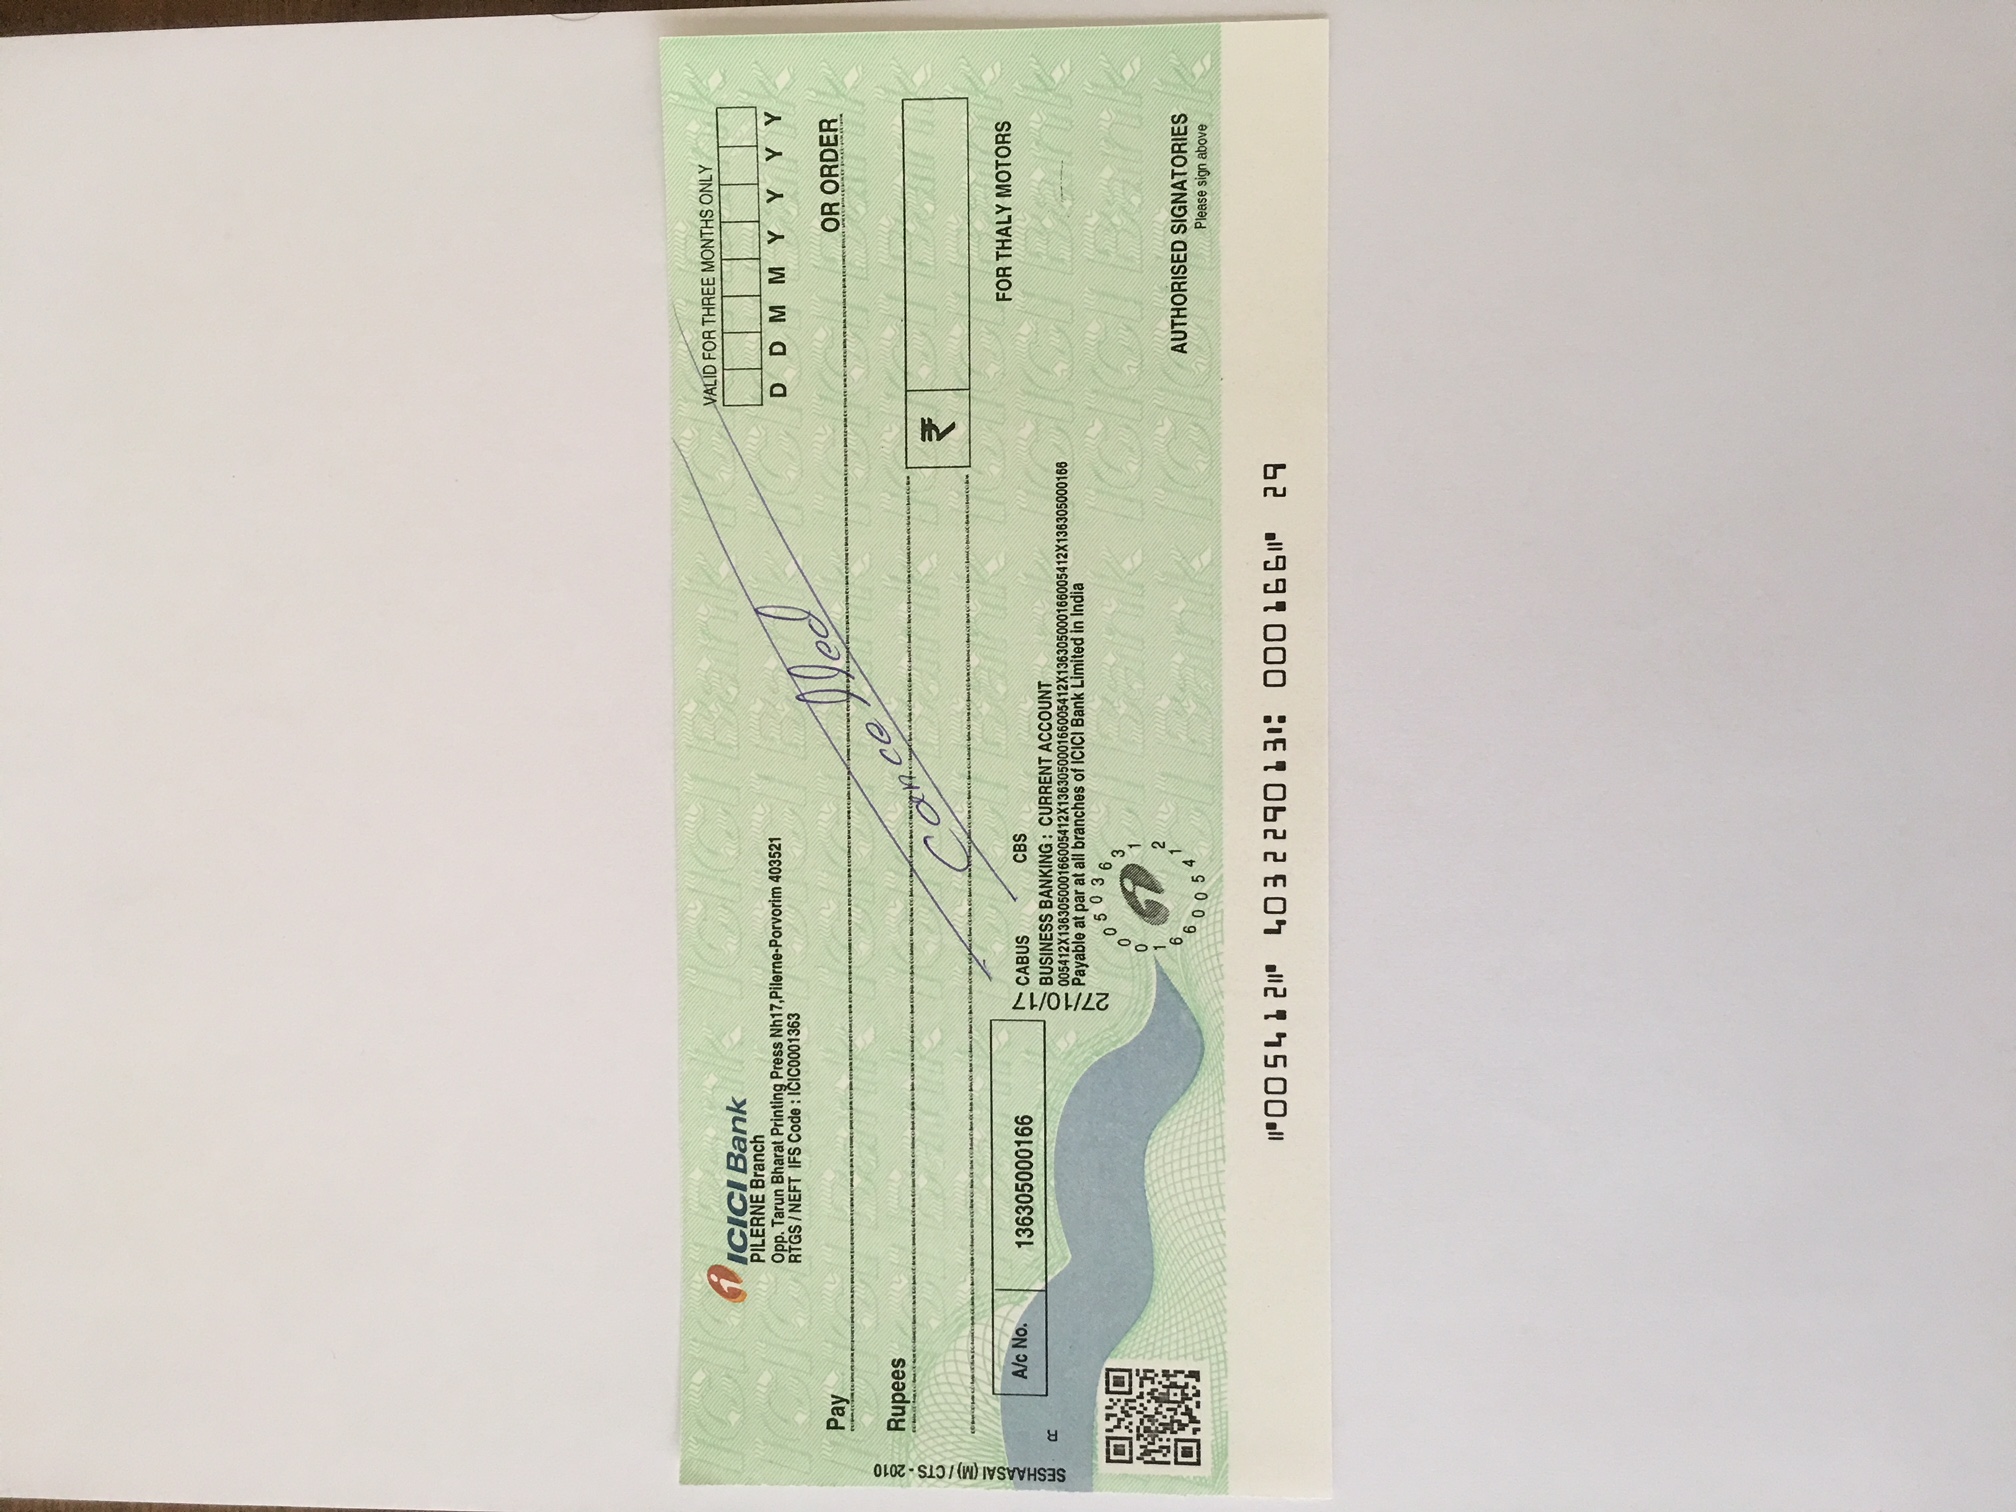 ICICI Bank
PILERNE Branch
Opp. Tarun Bharat Printing Press Nh17,Pilerne-Porvorim 403521
RTGS / NEFT IFS Code : ICIC0001363
VALID FOR THREE MONTHS ONLY
D D M M Y Y Y Y
Pay
OR ORDER
Cancelled
Rupees
₹
A/c No. 136305000166
FOR THALY MOTORS
SESHAASAI (M) / CTS - 2010
R
27/10/17
CABUS CBS
BUSINESS BANKING : CURRENT ACCOUNT
005412X136305000166005412X136305000166005412X136305000166005412X136305000166
Payable at par at all branches of ICICI Bank Limited in India
136305000166005412
AUTHORISED SIGNATORIES
Please sign above
⑈005412⑈ 403229013⑆ 000166⑈ 29